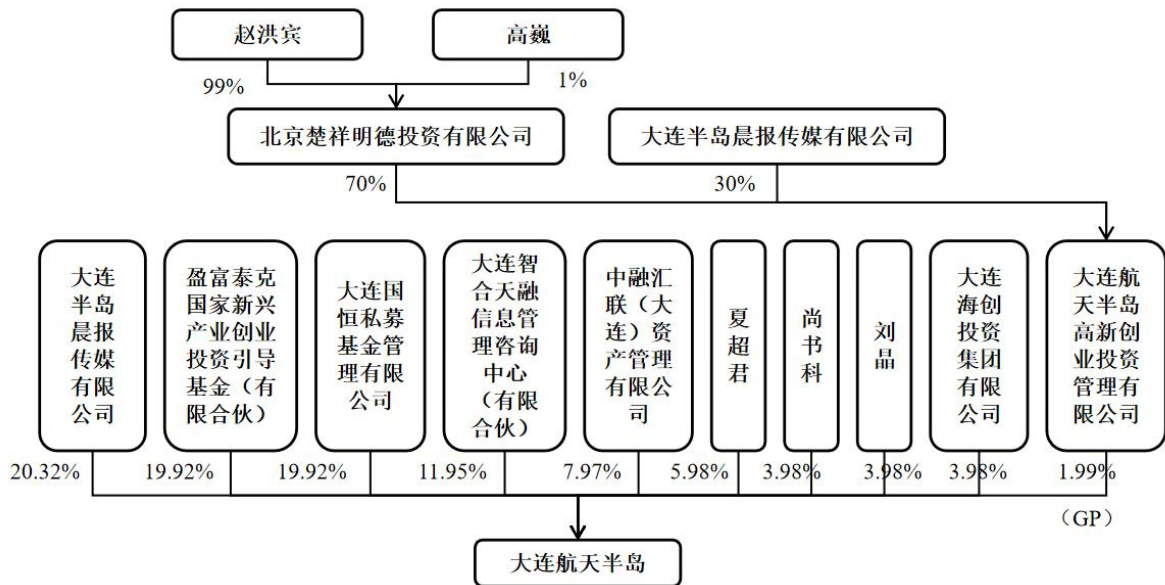 赵洪宾
高巍
99%
1%
北京楚祥明德投资有限公司
大连半岛晨报传媒有限公司
70%
30%
大连
半岛
晨报
传媒
有限
公司
盈富泰克
国家新兴
产业创业
投资引导
基金（有
限合伙）
大连国
恒私募
基金管
理有限
公司
大连智
合天融
信息管
理咨询
中心
（有限
合伙）
中融汇
联（大
连）资
产管理
有限公
司
夏超君
尚书科
刘晶
大连
海创
投资
集团
有限
公司
大连航
天半岛
高新创
业投资
管理有
限公司
20.32%
19.92%
19.92%
11.95%
7.97%
5.98%
3.98%
3.98%
3.98%
1.99%
（GP）
大连航天半岛